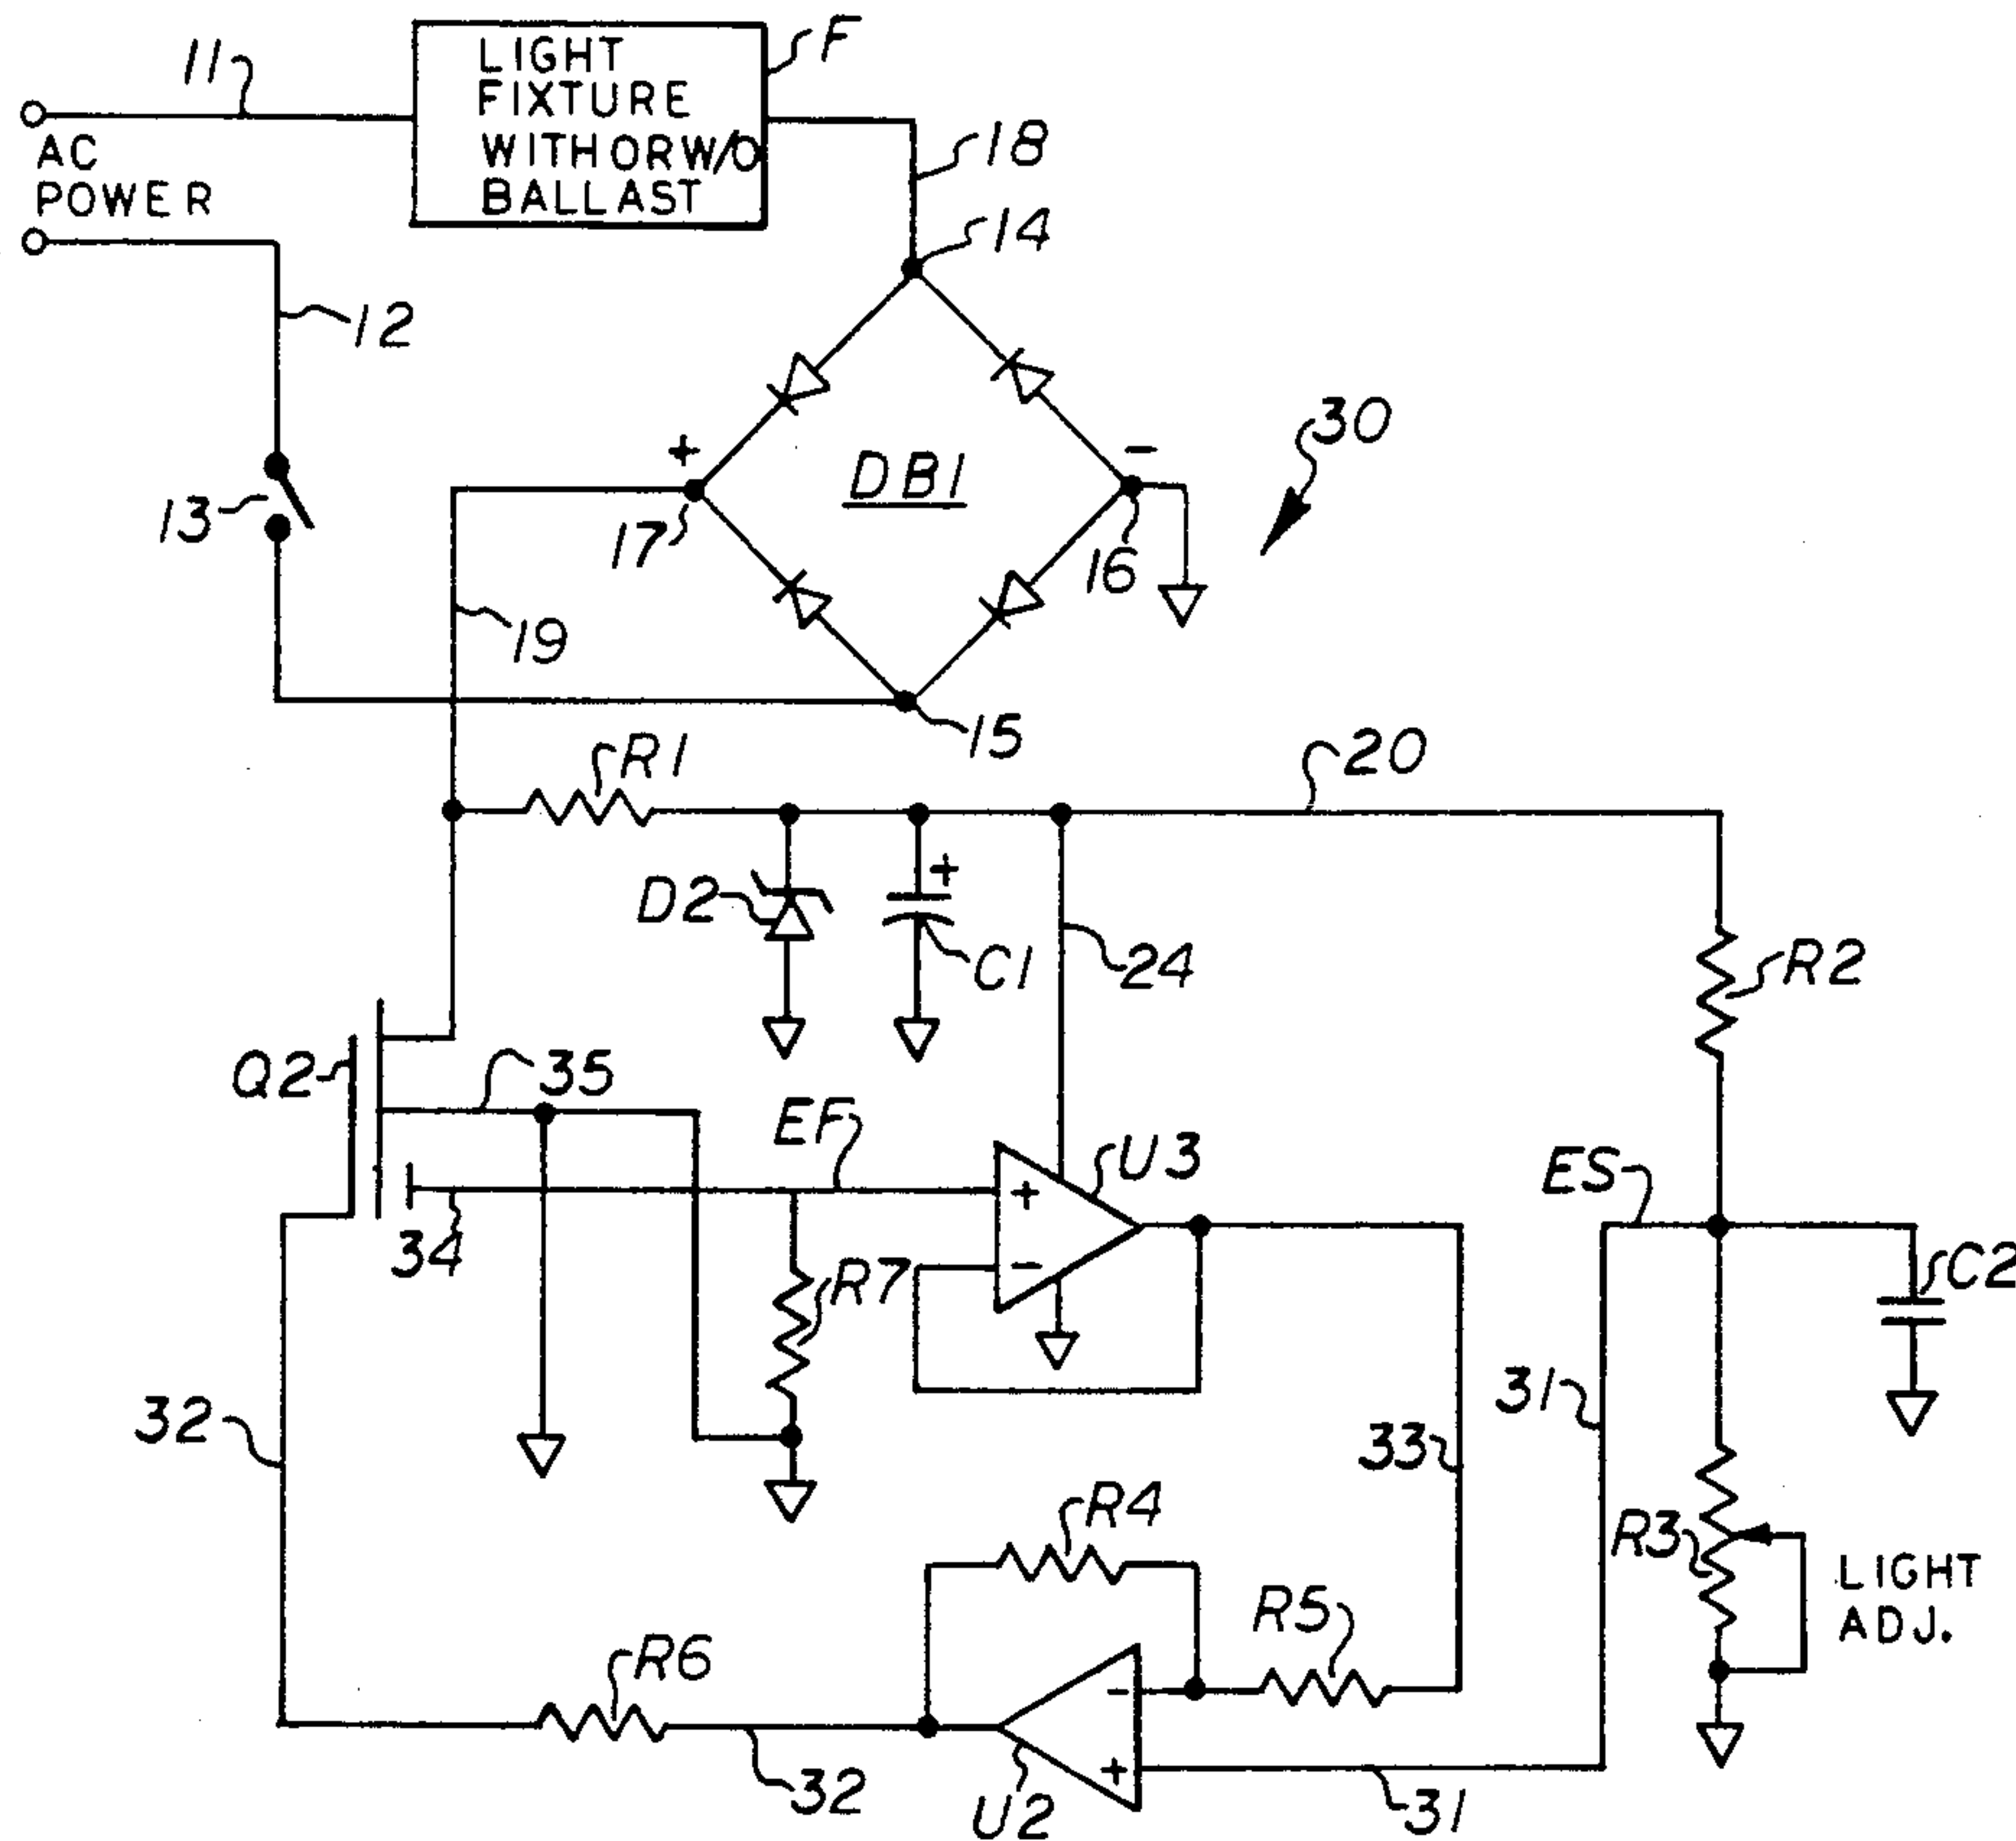 11
LIGHT
FIXTURE
WITHORW/O
BALLAST
F
AC
POWER
18
14
12
+
-
DB1
30
13
17
16
19
15
R1
20
D2
+
C1
24
R2
Q2
35
EF
U3
ES
+
34
-
R7
C2
32
31
33
R4
R3
LIGHT
ADJ.
R5
R6
-
+
32
U2
31